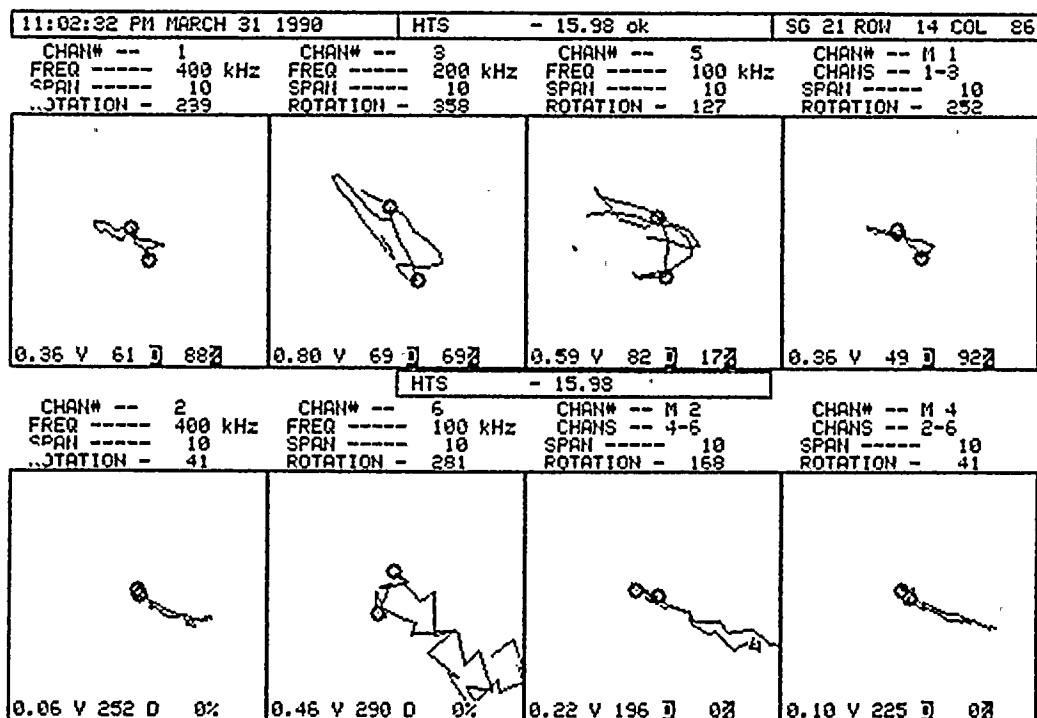 11:02:32 PM MARCH 31 1990 HTS - 15.98 ok SG 21 ROW 14 COL 86
CHAN# -- 1 CHAN# -- 3 CHAN# -- 5 CHAN# -- M 1
FREQ ----- 400 kHz FREQ ----- 200 kHz FREQ ----- 100 kHz CHANS -- 1-3
SPAN ----- 10 SPAN ----- 10 SPAN ----- 10 SPAN ----- 10
ROTATION - 239 ROTATION - 358 ROTATION - 127 ROTATION - 252
0.36 V 61 D 88% 0.80 V 69 D 69% 0.59 V 82 D 17% 0.36 V 49 D 92%
HTS - 15.98
CHAN# -- 2 CHAN# -- 6 CHAN# -- M 2 CHAN# -- M 4
FREQ ----- 400 kHz FREQ ----- 100 kHz CHANS -- 4-6 CHANS -- 2-6
SPAN ----- 10 SPAN ----- 10 SPAN ----- 10 SPAN ----- 10
ROTATION - 41 ROTATION - 281 ROTATION - 168 ROTATION - 41
0.06 V 252 D 0% 0.46 V 290 D 0% 0.22 V 196 D 0% 0.10 V 225 D 0%